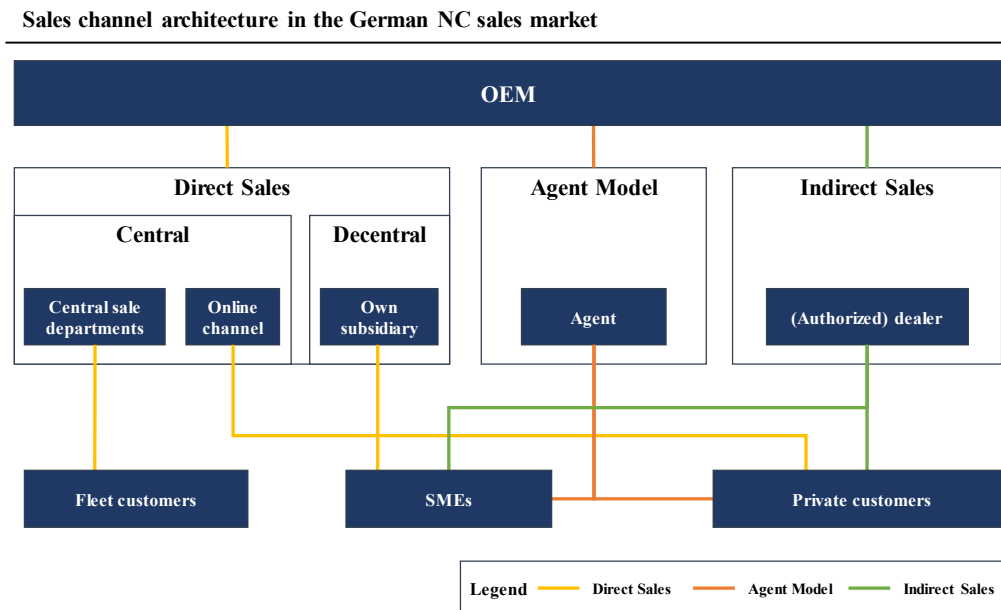 Sales channel architecture in the German NC sales market
OEM
Direct Sales
Agent Model
Indirect Sales
Central
Decentral
Central sale
departments
Online
channel
Own
subsidiary
Agent
(Authorized) dealer
Fleet customers
SMEs
Private customers
Legend
Direct Sales
Agent Model
Indirect Sales